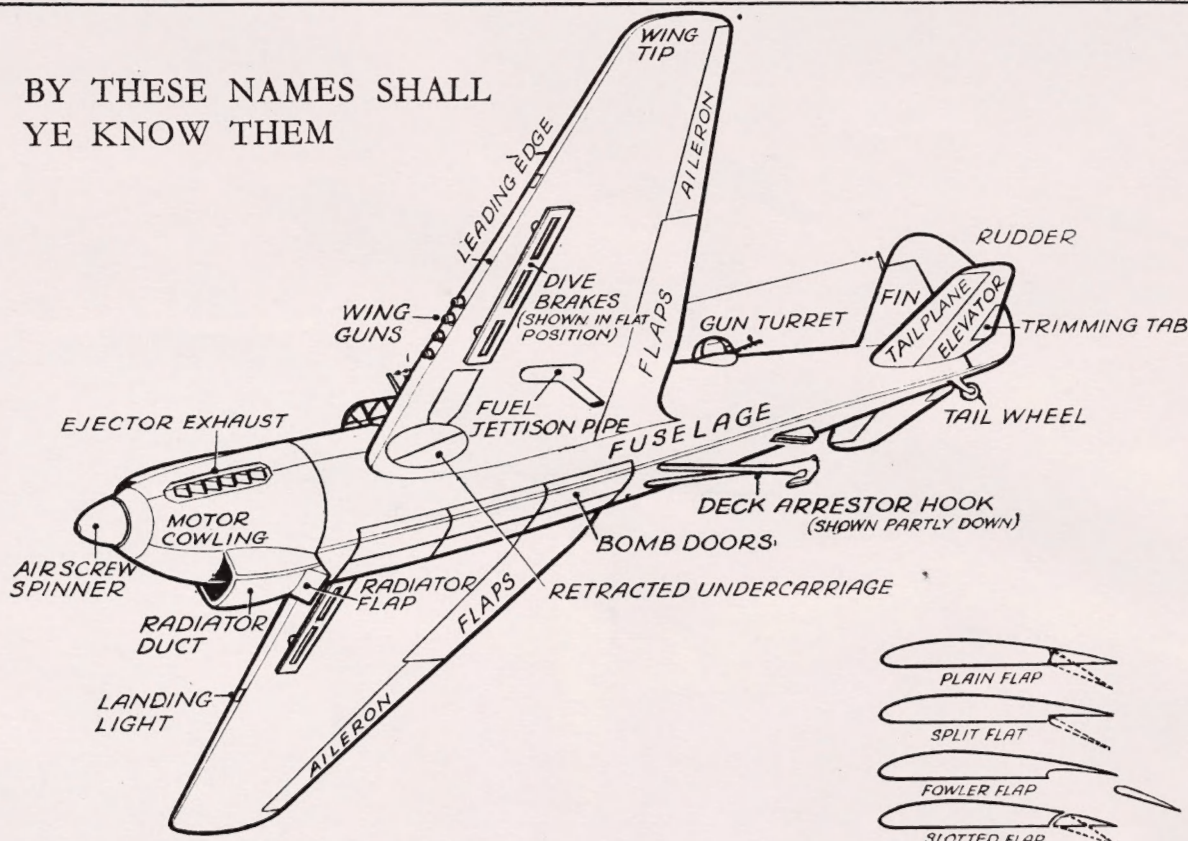 BY THESE NAMES SHALL
YE KNOW THEM
WING
TIP
AILERON
LEADING EDGE
DIVE
BRAKES
(SHOWN IN FLAT
POSITION)
WING
GUNS
FLAPS
GUN TURRET
FIN
RUDDER
TAILPLANE
ELEVATOR
TRIMMING TAB
TAIL WHEEL
EJECTOR EXHAUST
FUEL
JETTISON PIPE
FUSELAGE
MOTOR
COWLING
DECK ARRESTOR HOOK
(SHOWN PARTLY DOWN)
BOMB DOORS
AIRSCREW
SPINNER
RADIATOR
FLAP
RETRACTED UNDERCARRIAGE
RADIATOR
DUCT
FLAPS
LANDING
LIGHT
AILERON
PLAIN FLAP
SPLIT FLAT
FOWLER FLAP
SLOTTED FLAP